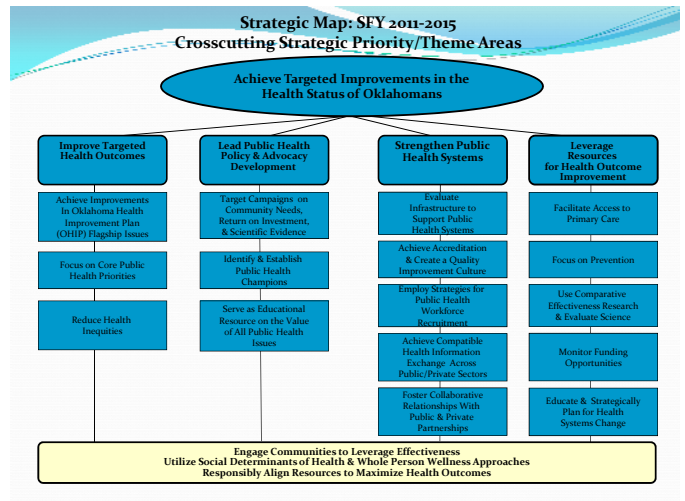 Strategic Map: SFY 2011-2015
Crosscutting Strategic Priority/Theme Areas
Achieve Targeted Improvements in the
Health Status of Oklahomans
Improve Targeted
Health Outcomes
Achieve Improvements
In Oklahoma Health
Improvement Plan
(OHIP) Flagship Issues
Focus on Core Public
Health Priorities
Reduce Health
Inequities
Lead Public Health
Policy & Advocacy
Development
Target Campaigns on
Community Needs,
Return on Investment,
& Scientific Evidence
Identify & Establish
Public Health
Champions
Serve as Educational
Resource on the Value
of All Public Health
Issues
Strengthen Public
Health Systems
Evaluate
Infrastructure to
Support Public
Health Systems
Achieve Accreditation
& Create a Quality
Improvement Culture
Employ Strategies for
Public Health
Workforce
Recruitment
Achieve Compatible
Health Information
Exchange Across
Public/Private Sectors
Foster Collaborative
Relationships With
Public & Private
Partnerships
Leverage
Resources
for Health Outcome
Improvement
Facilitate Access to
Primary Care
Focus on Prevention
Use Comparative
Effectiveness Research
& Evaluate Science
Monitor Funding
Opportunities
Educate & Strategically
Plan for Health
Systems Change
Engage Communities to Leverage Effectiveness
Utilize Social Determinants of Health & Whole Person Wellness Approaches
Responsibly Align Resources to Maximize Health Outcomes